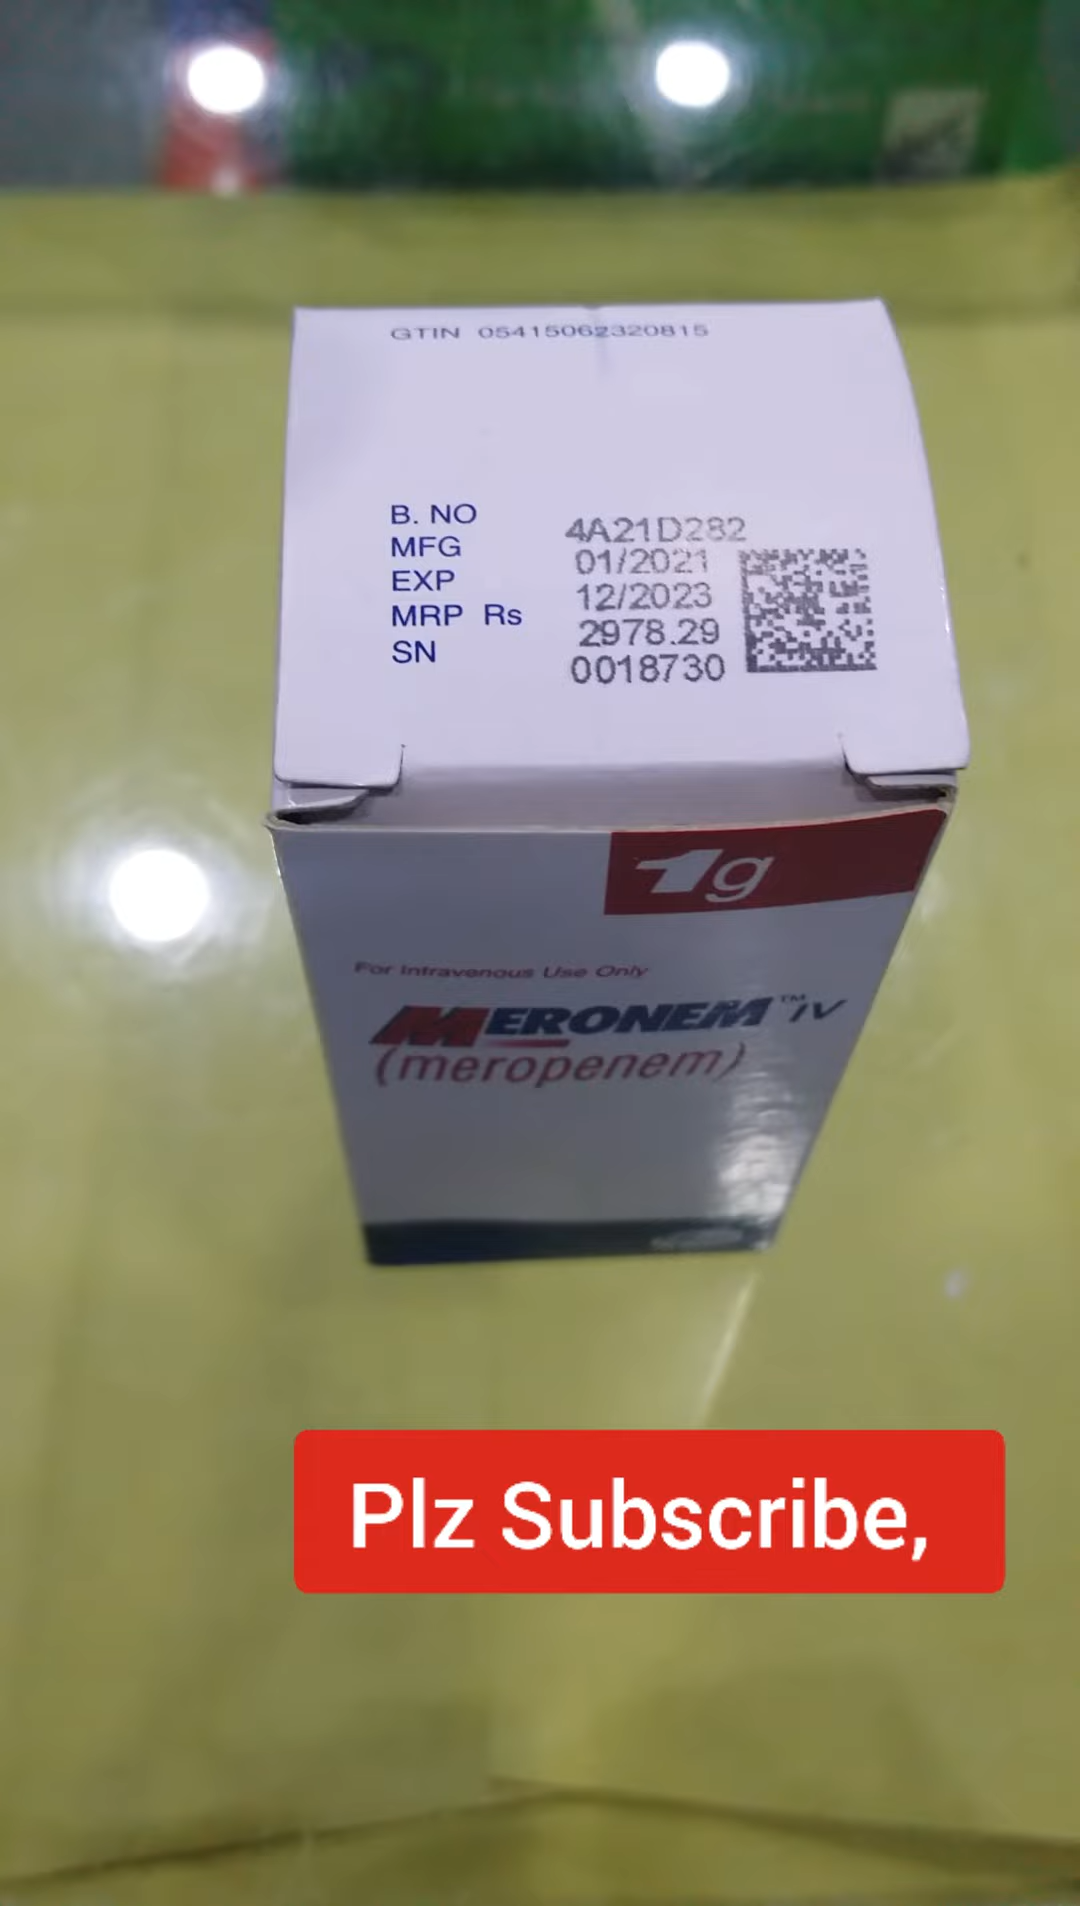 GTIN 05415062320815
B. NO 4A21D282
MFG 01/2021
EXP 12/2023
MRP Rs 2978.29
SN 0018730
1g
For Intravenous Use Only
MERONEM™ IV
(meropenem)
Plz Subscribe,